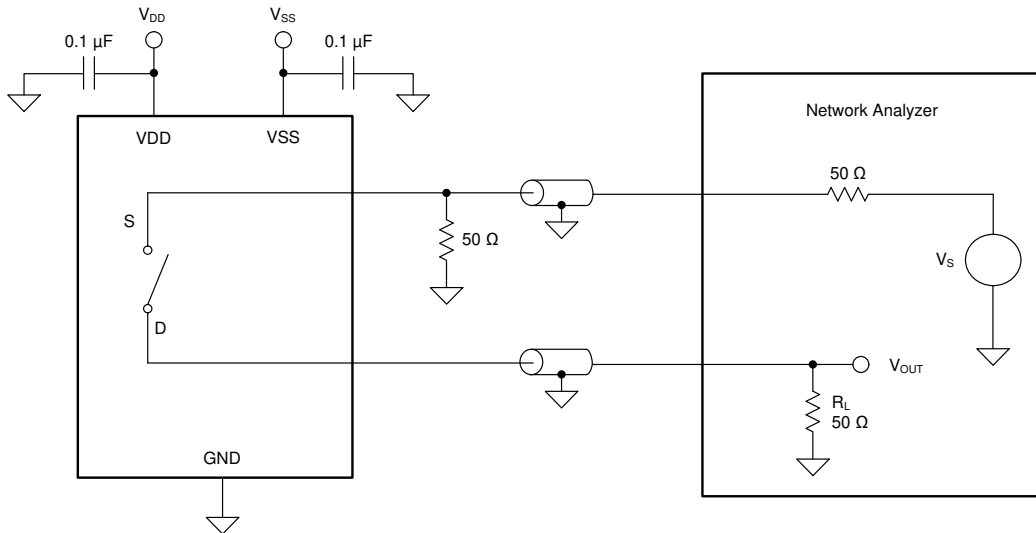 V_DD
V_SS
0.1 µF
0.1 µF
VDD
VSS
Network Analyzer
50 Ω
S
50 Ω
V_S
D
V_OUT
R_L
50 Ω
GND